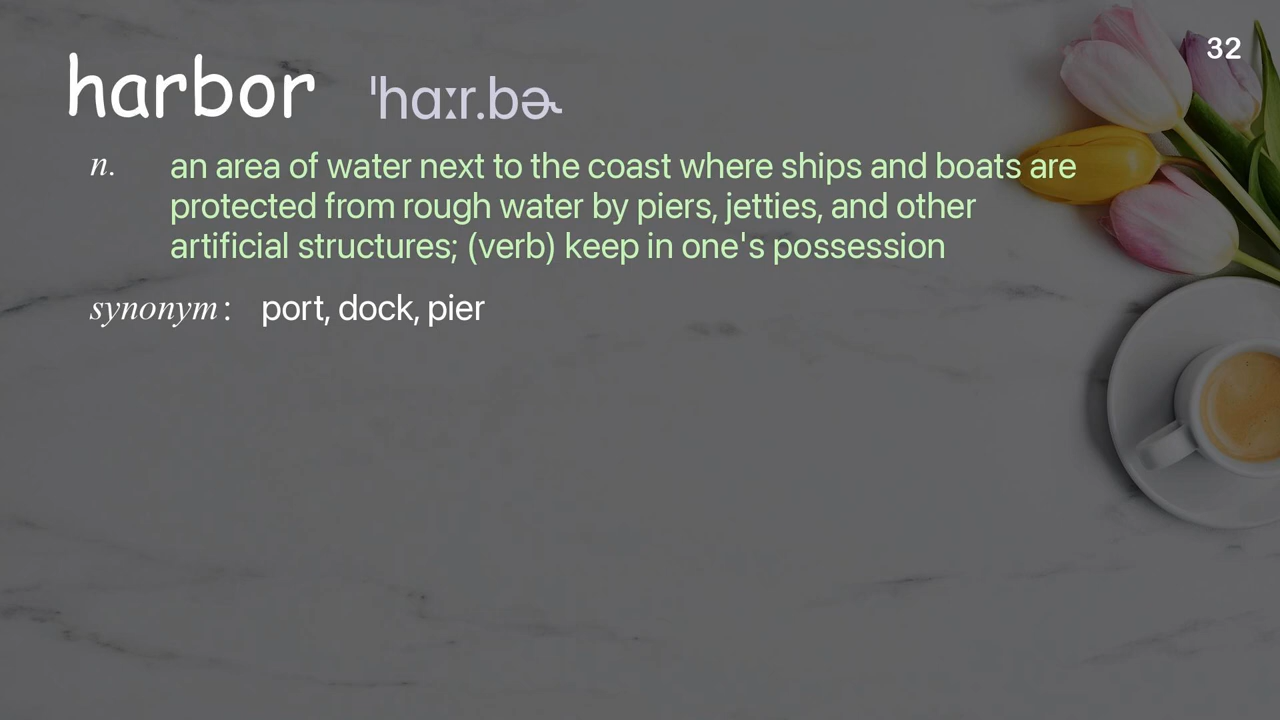 32
harbor ˈhɑːr.bɚ
n. an area of water next to the coast where ships and boats are
protected from rough water by piers, jetties, and other
artificial structures; (verb) keep in one's possession
synonym: port, dock, pier